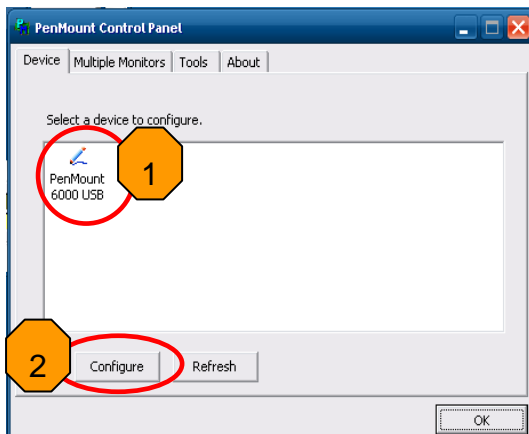 PenMount Control Panel
Device Multiple Monitors Tools About
Select a device to configure.
PenMount
6000 USB
1
2
Configure Refresh
OK